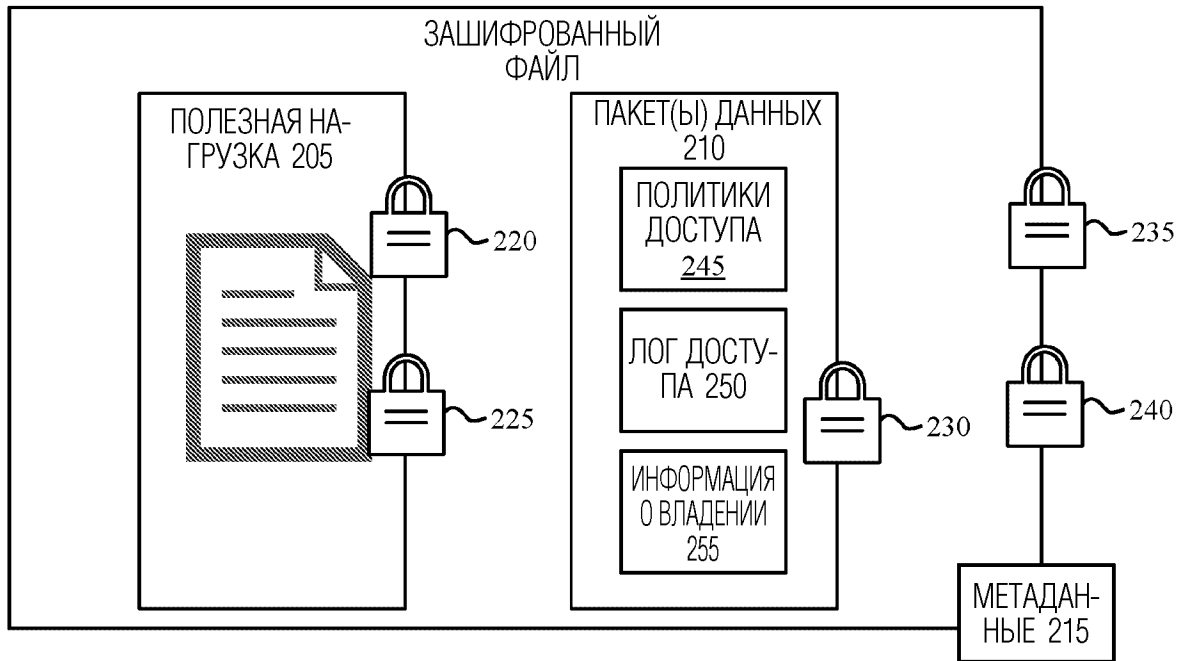 ЗАШИФРОВАННЫЙ
ФАЙЛ
ПОЛЕЗНАЯ НА-
ГРУЗКА 205
220
225
ПАКЕТ(Ы) ДАННЫХ
210
ПОЛИТИКИ
ДОСТУПА
245
ЛОГ ДОСТУ-
ПА 250
ИНФОРМАЦИЯ
О ВЛАДЕНИИ
255
230
235
240
МЕТАДАН-
НЫЕ 215